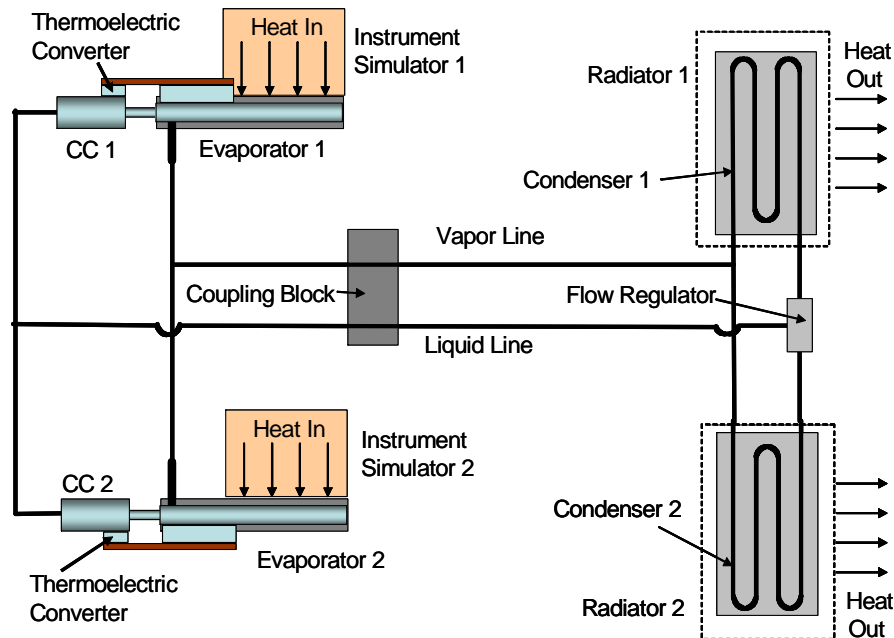 Thermoelectric
Converter
Heat In
Instrument
Simulator 1
CC 1
Evaporator 1
Radiator 1
Heat
Out
Condenser 1
Vapor Line
Coupling Block
Flow Regulator
Liquid Line
Heat In
Instrument
Simulator 2
CC 2
Evaporator 2
Thermoelectric
Converter
Condenser 2
Radiator 2
Heat
Out